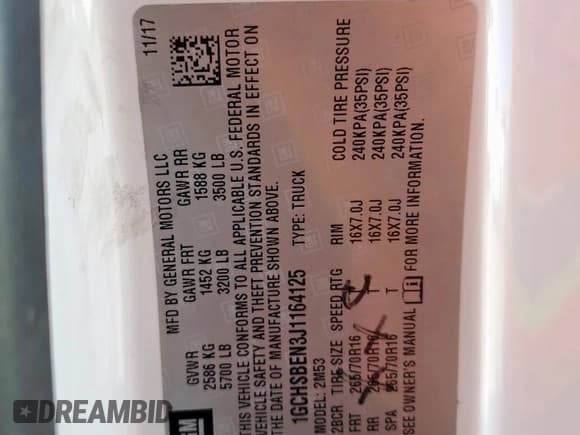 GM
MFD BY GENERAL MOTORS LLC
11/17
GVWR GAWR FRT GAWR RR
2586 KG 1452 KG 1588 KG
5700 LB 3200 LB 3500 LB
THIS VEHICLE CONFORMS TO ALL APPLICABLE U.S. FEDERAL MOTOR
VEHICLE SAFETY AND THEFT PREVENTION STANDARDS IN EFFECT ON
THE DATE OF MANUFACTURE SHOWN ABOVE.
1GCHSBEN3J1164125 TYPE: TRUCK
MODEL: 2M53
2BCR TIRE SIZE SPEED RTG RIM COLD TIRE PRESSURE
FRT 265/70R16 T 16X7.0J 240KPA(35PSI)
RR 265/70R16 T 16X7.0J 240KPA(35PSI)
SPA 265/70R16 T 16X7.0J 240KPA(35PSI)
SEE OWNER'S MANUAL FOR MORE INFORMATION.
DREAMBID